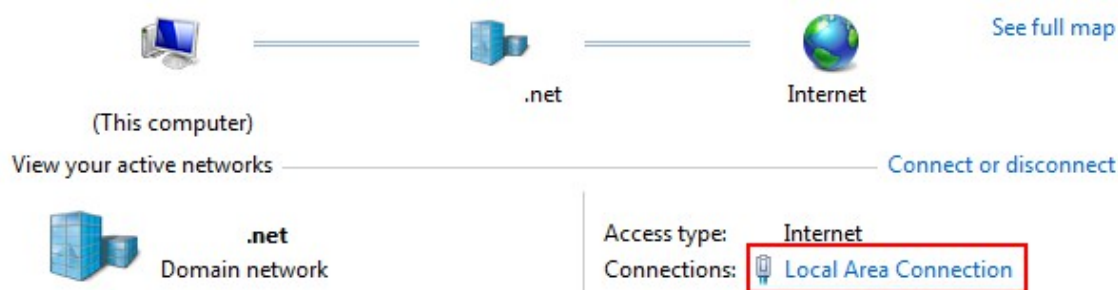 See full map
.net
Internet
(This computer)
View your active networks
Connect or disconnect
.net
Domain network
Access type: Internet
Connections: Local Area Connection